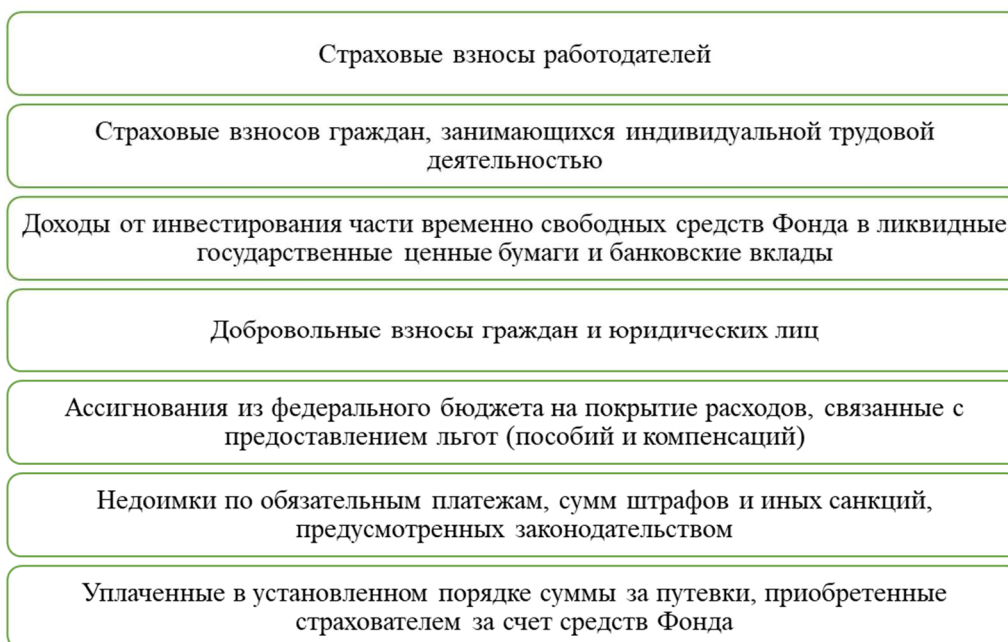 Страховые взносы работодателей
Страховые взносов граждан, занимающихся индивидуальной трудовой
деятельностью
Доходы от инвестирования части временно свободных средств Фонда в ликвидные
государственные ценные бумаги и банковские вклады
Добровольные взносы граждан и юридических лиц
Ассигнования из федерального бюджета на покрытие расходов, связанные с
предоставлением льгот (пособий и компенсаций)
Недоимки по обязательным платежам, сумм штрафов и иных санкций,
предусмотренных законодательством
Уплаченные в установленном порядке суммы за путевки, приобретенные
страхователем за счет средств Фонда